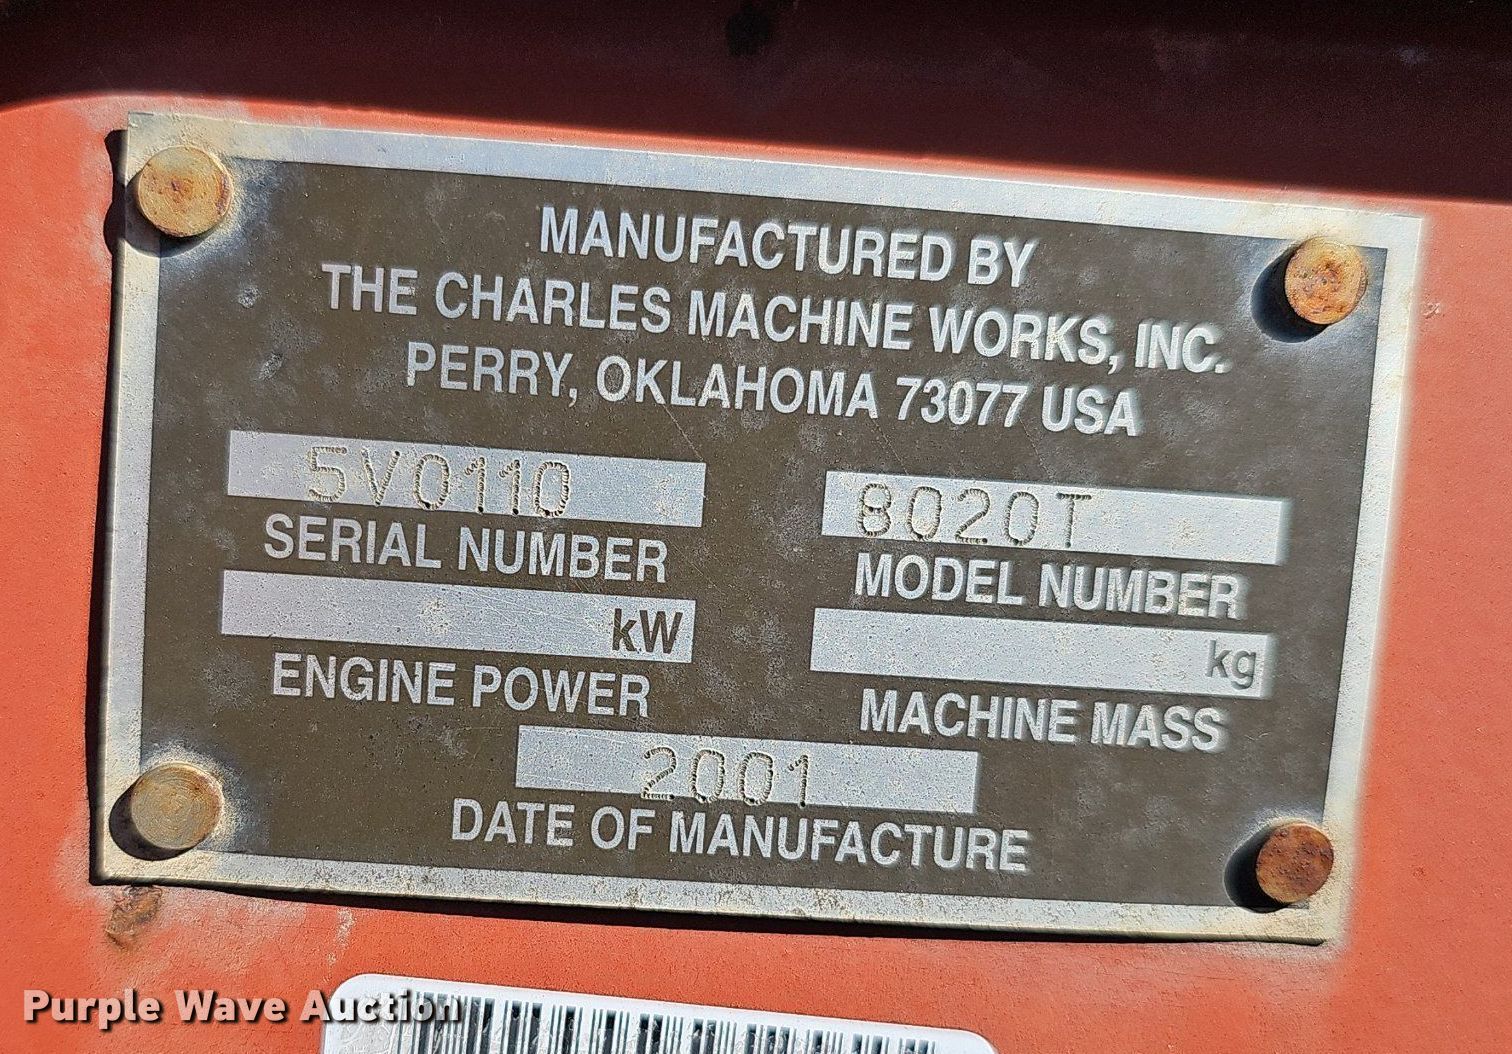 MANUFACTURED BY
THE CHARLES MACHINE WORKS, INC.
PERRY, OKLAHOMA 73077 USA
5V0110
SERIAL NUMBER
8020T
MODEL NUMBER
kW
ENGINE POWER
kg
MACHINE MASS
2001
DATE OF MANUFACTURE
Purple Wave Auction